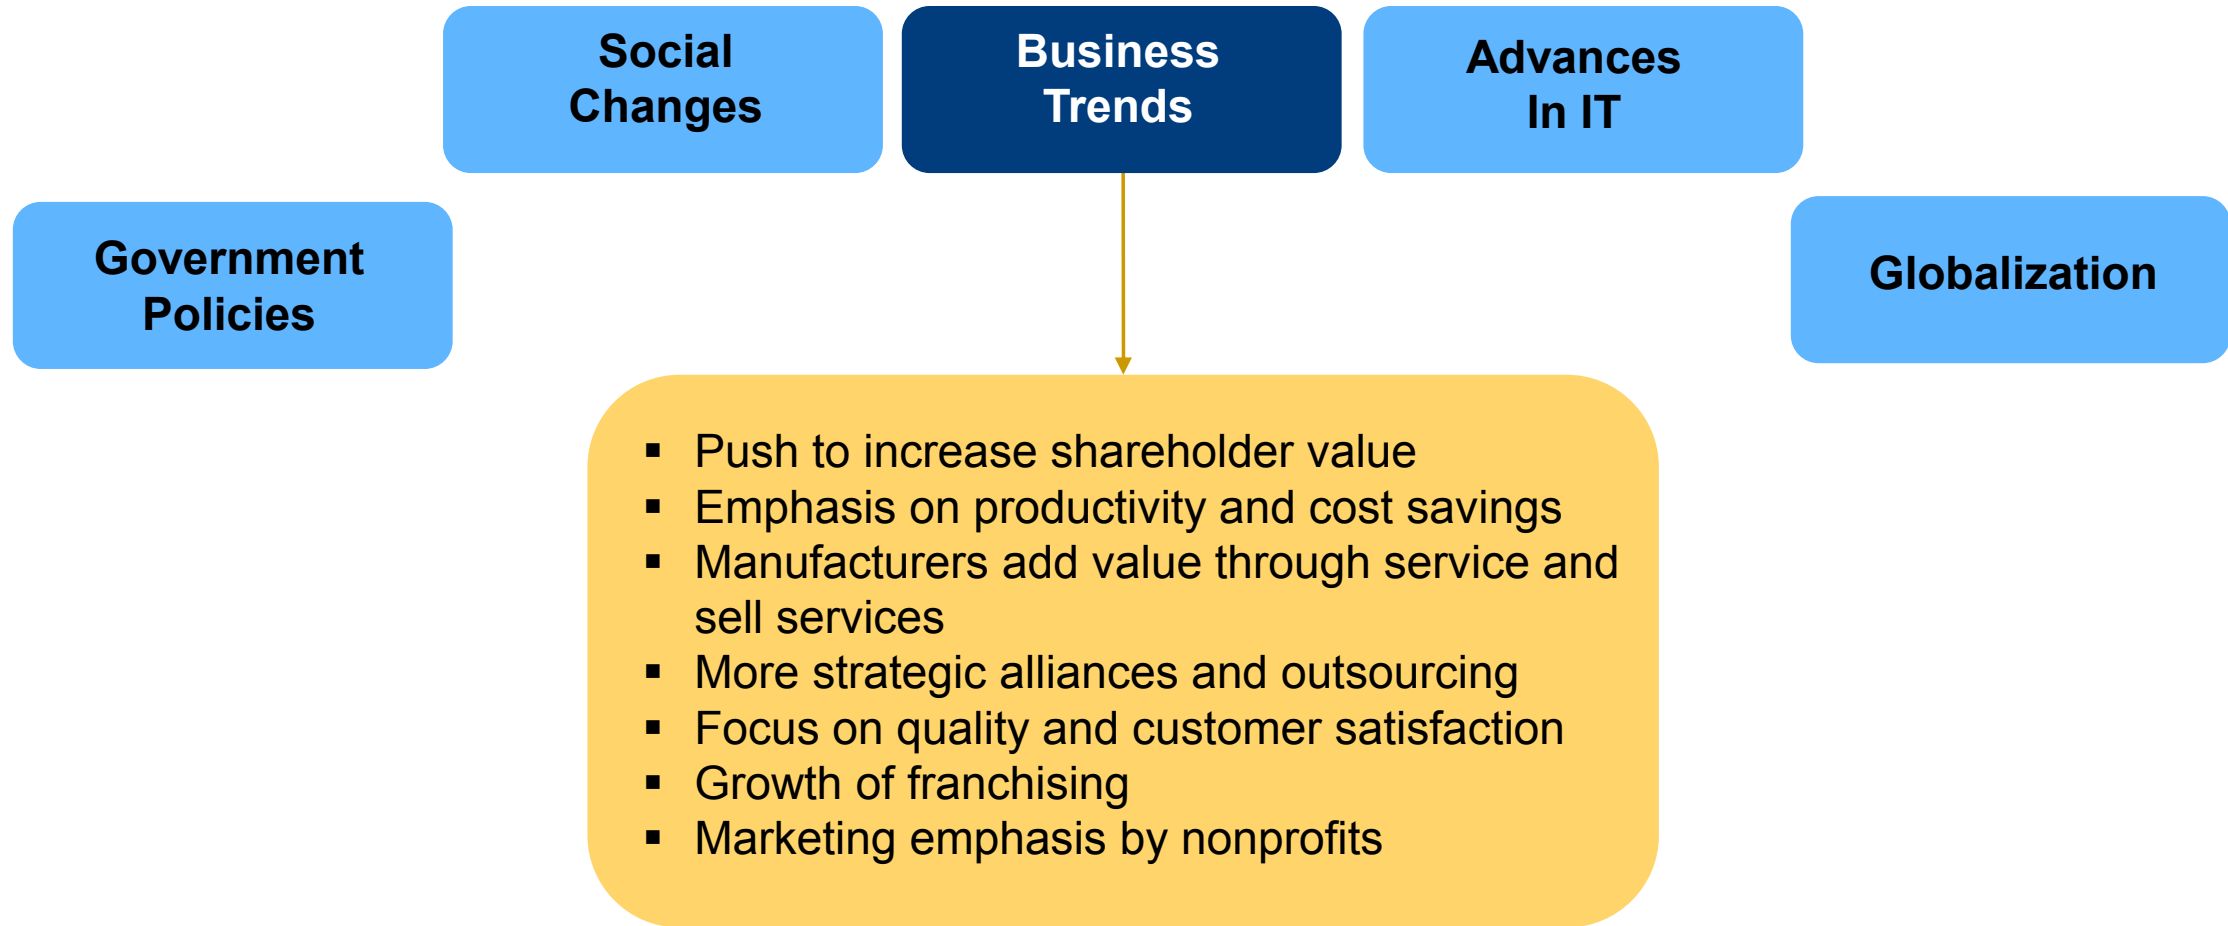 Social
Changes
Business
Trends
Advances
In IT
Government
Policies
Globalization
▪ Push to increase shareholder value
▪ Emphasis on productivity and cost savings
▪ Manufacturers add value through service and
sell services
▪ More strategic alliances and outsourcing
▪ Focus on quality and customer satisfaction
▪ Growth of franchising
▪ Marketing emphasis by nonprofits